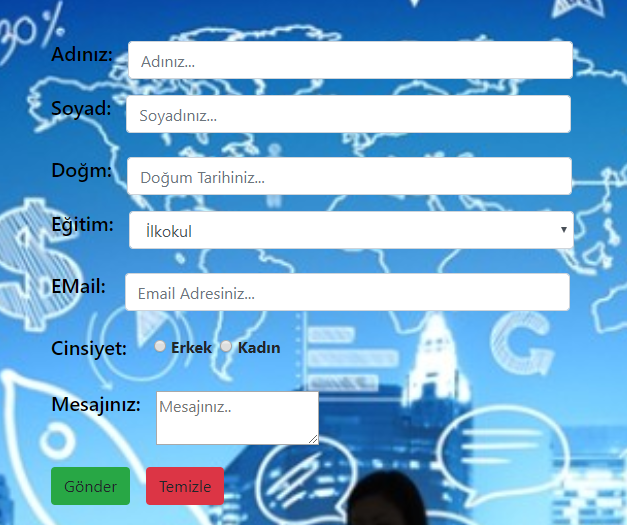 30%
Adınız: Adınız...
Soyad: Soyadınız...
Doğm: Doğum Tarihiniz...
Eğitim: İlkokul
EMail: Email Adresiniz...
Cinsiyet: Erkek Kadın
Mesajınız: Mesajınız..
Gönder Temizle